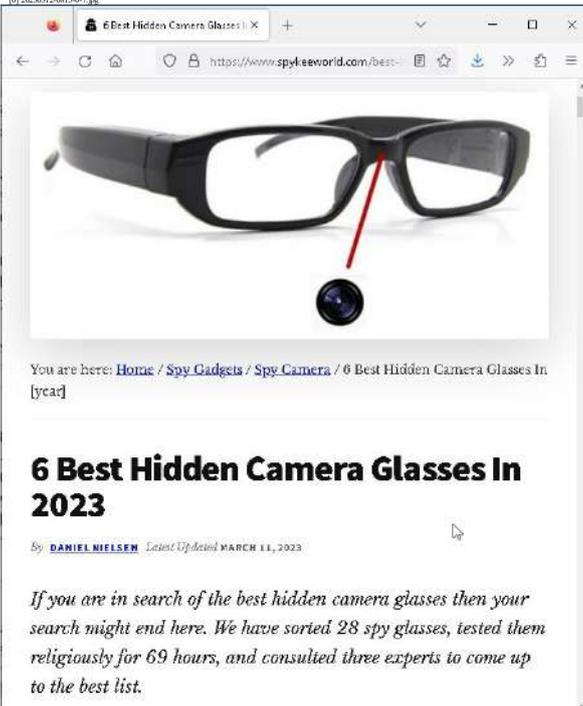 6 Best Hidden Camera Glasses I
https://www.spykeeworld.com/best-
You are here: Home / Spy Gadgets / Spy Camera / 6 Best Hidden Camera Glasses In
[year]
6 Best Hidden Camera Glasses In
2023
By DANIEL NIELSEN Latest Updated MARCH 11, 2023
If you are in search of the best hidden camera glasses then your
search might end here. We have sorted 28 spy glasses, tested them
religiously for 69 hours, and consulted three experts to come up
to the best list.